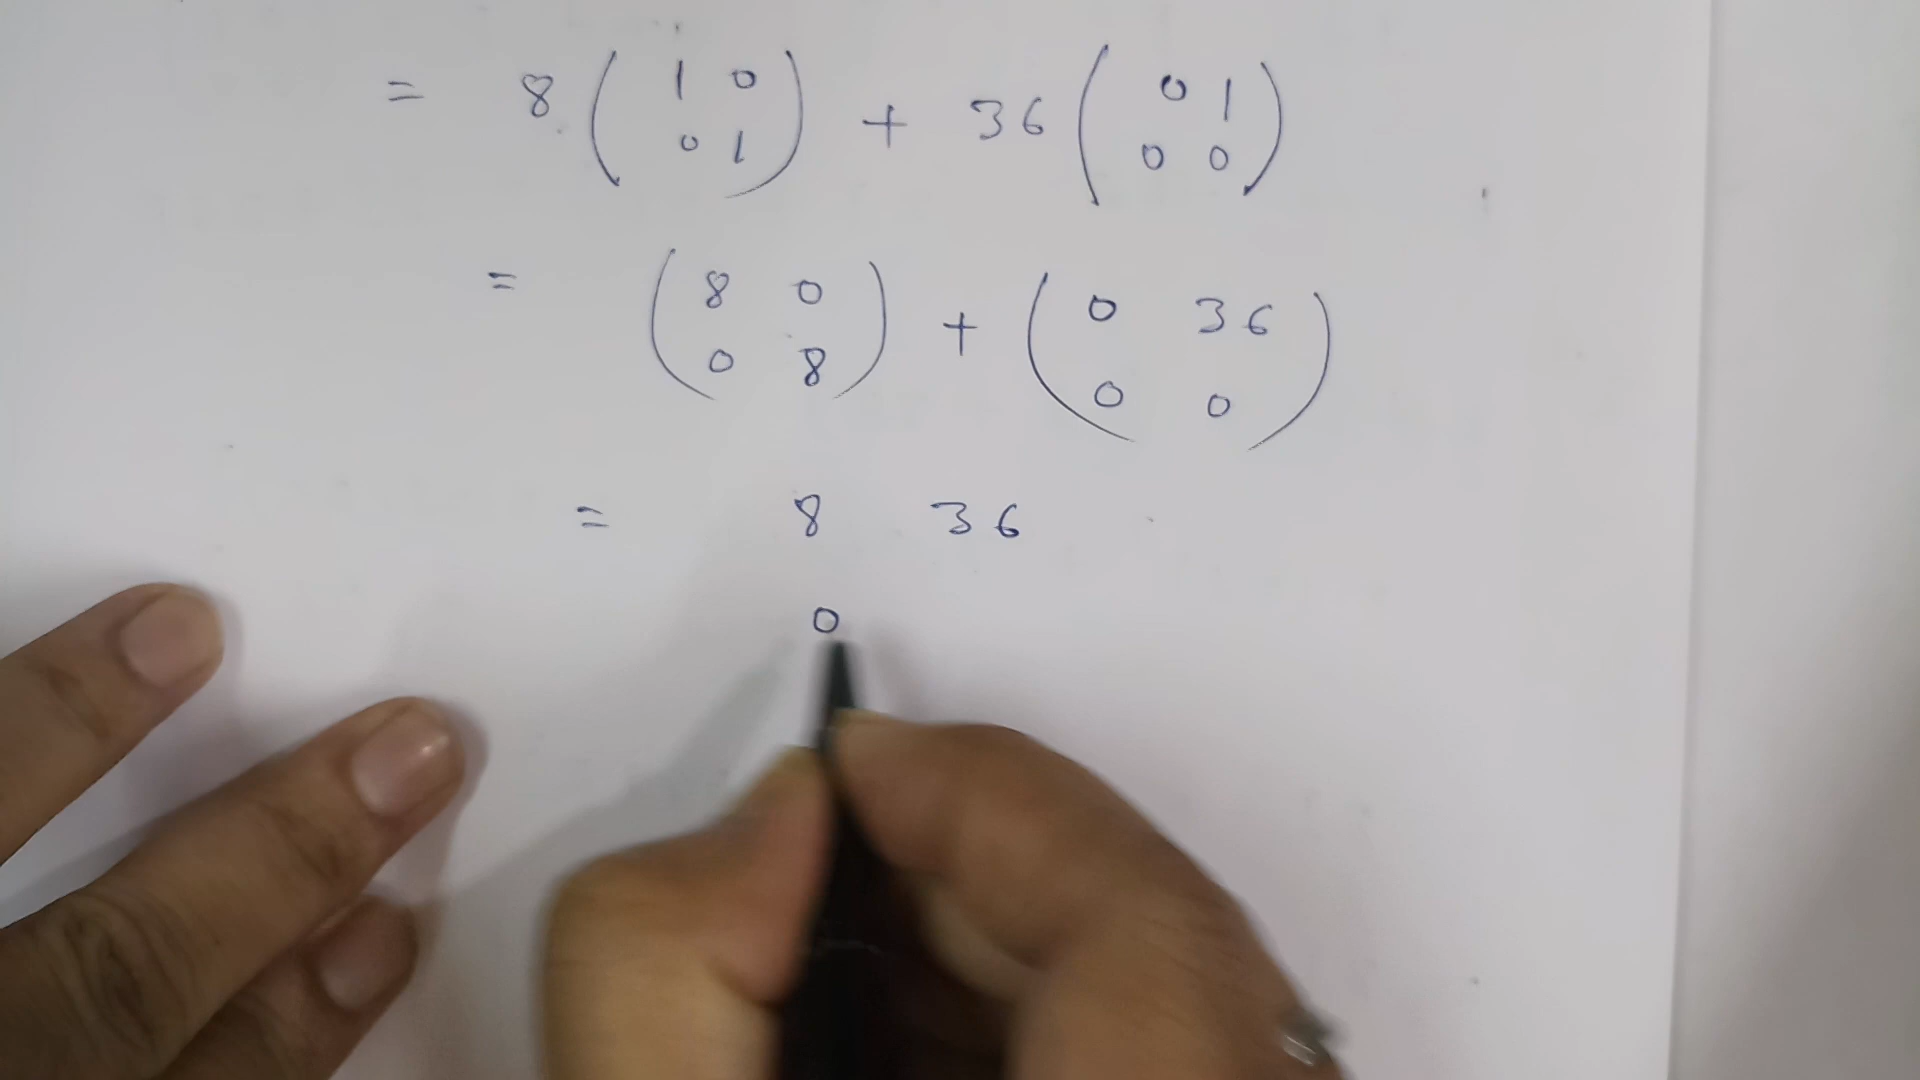 = 8 ( 1 0 ) + 36 ( 0 1 )
0 1 0 0
= ( 8 0 ) + ( 0 36 )
0 8 0 0
= 8 36
0